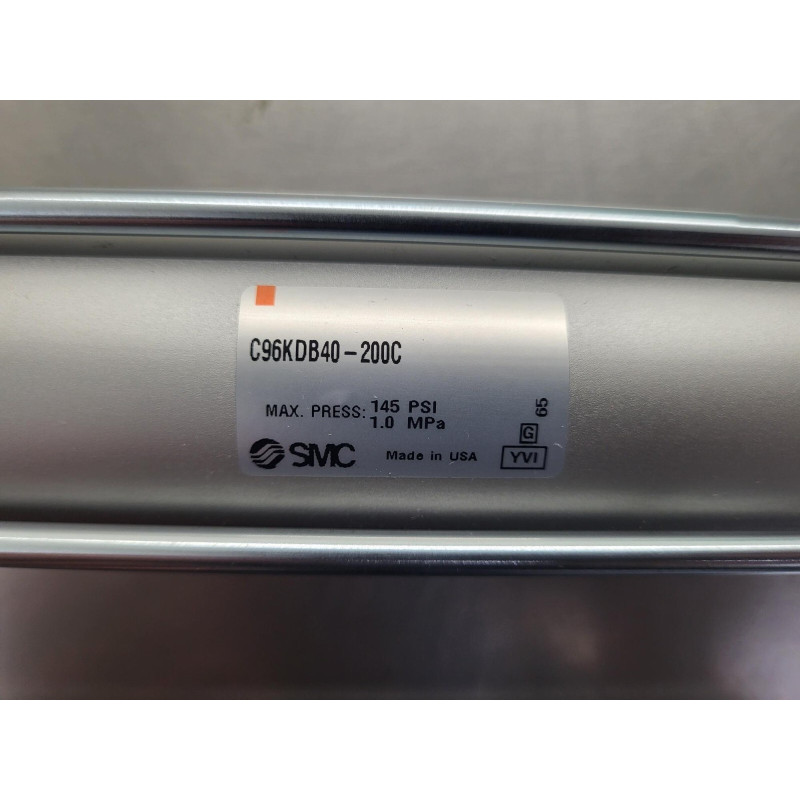 C96KDB40-200C
MAX. PRESS: 145 PSI
1.0 MPa
65
G
SMC
Made in USA
YVI